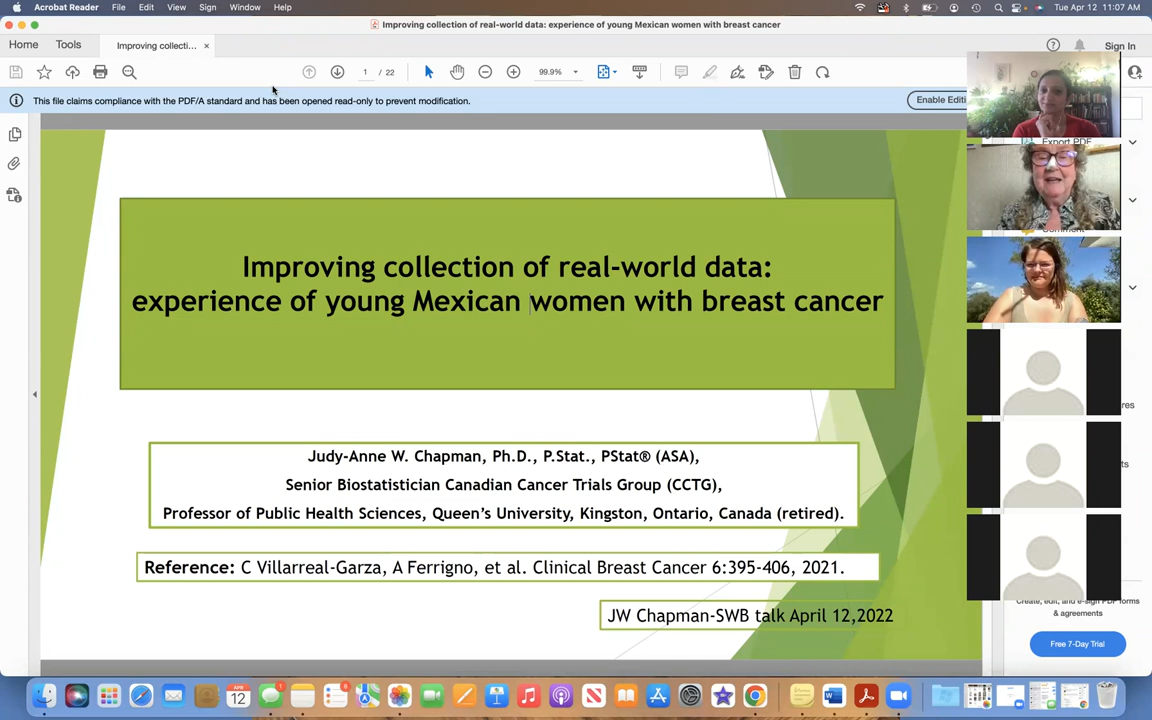 Acrobat Reader File Edit View Sign Window Help Tue Apr 12 11:07 AM
Improving collection of real-world data: experience of young Mexican women with breast cancer
Home Tools Improving collecti... × Sign In
1 / 22 99.9%
This file claims compliance with the PDF/A standard and has been opened read-only to prevent modification. Enable Editi
Export PDF
Improving collection of real-world data:
experience of young Mexican women with breast cancer
Judy-Anne W. Chapman, Ph.D., P.Stat., PStat® (ASA),
Senior Biostatistician Canadian Cancer Trials Group (CCTG),
Professor of Public Health Sciences, Queen's University, Kingston, Ontario, Canada (retired).
Reference: C Villarreal-Garza, A Ferrigno, et al. Clinical Breast Cancer 6:395-406, 2021.
JW Chapman-SWB talk April 12,2022
Create, edit, and e-sign PDF forms
& agreements
Free 7-Day Trial
APR
12